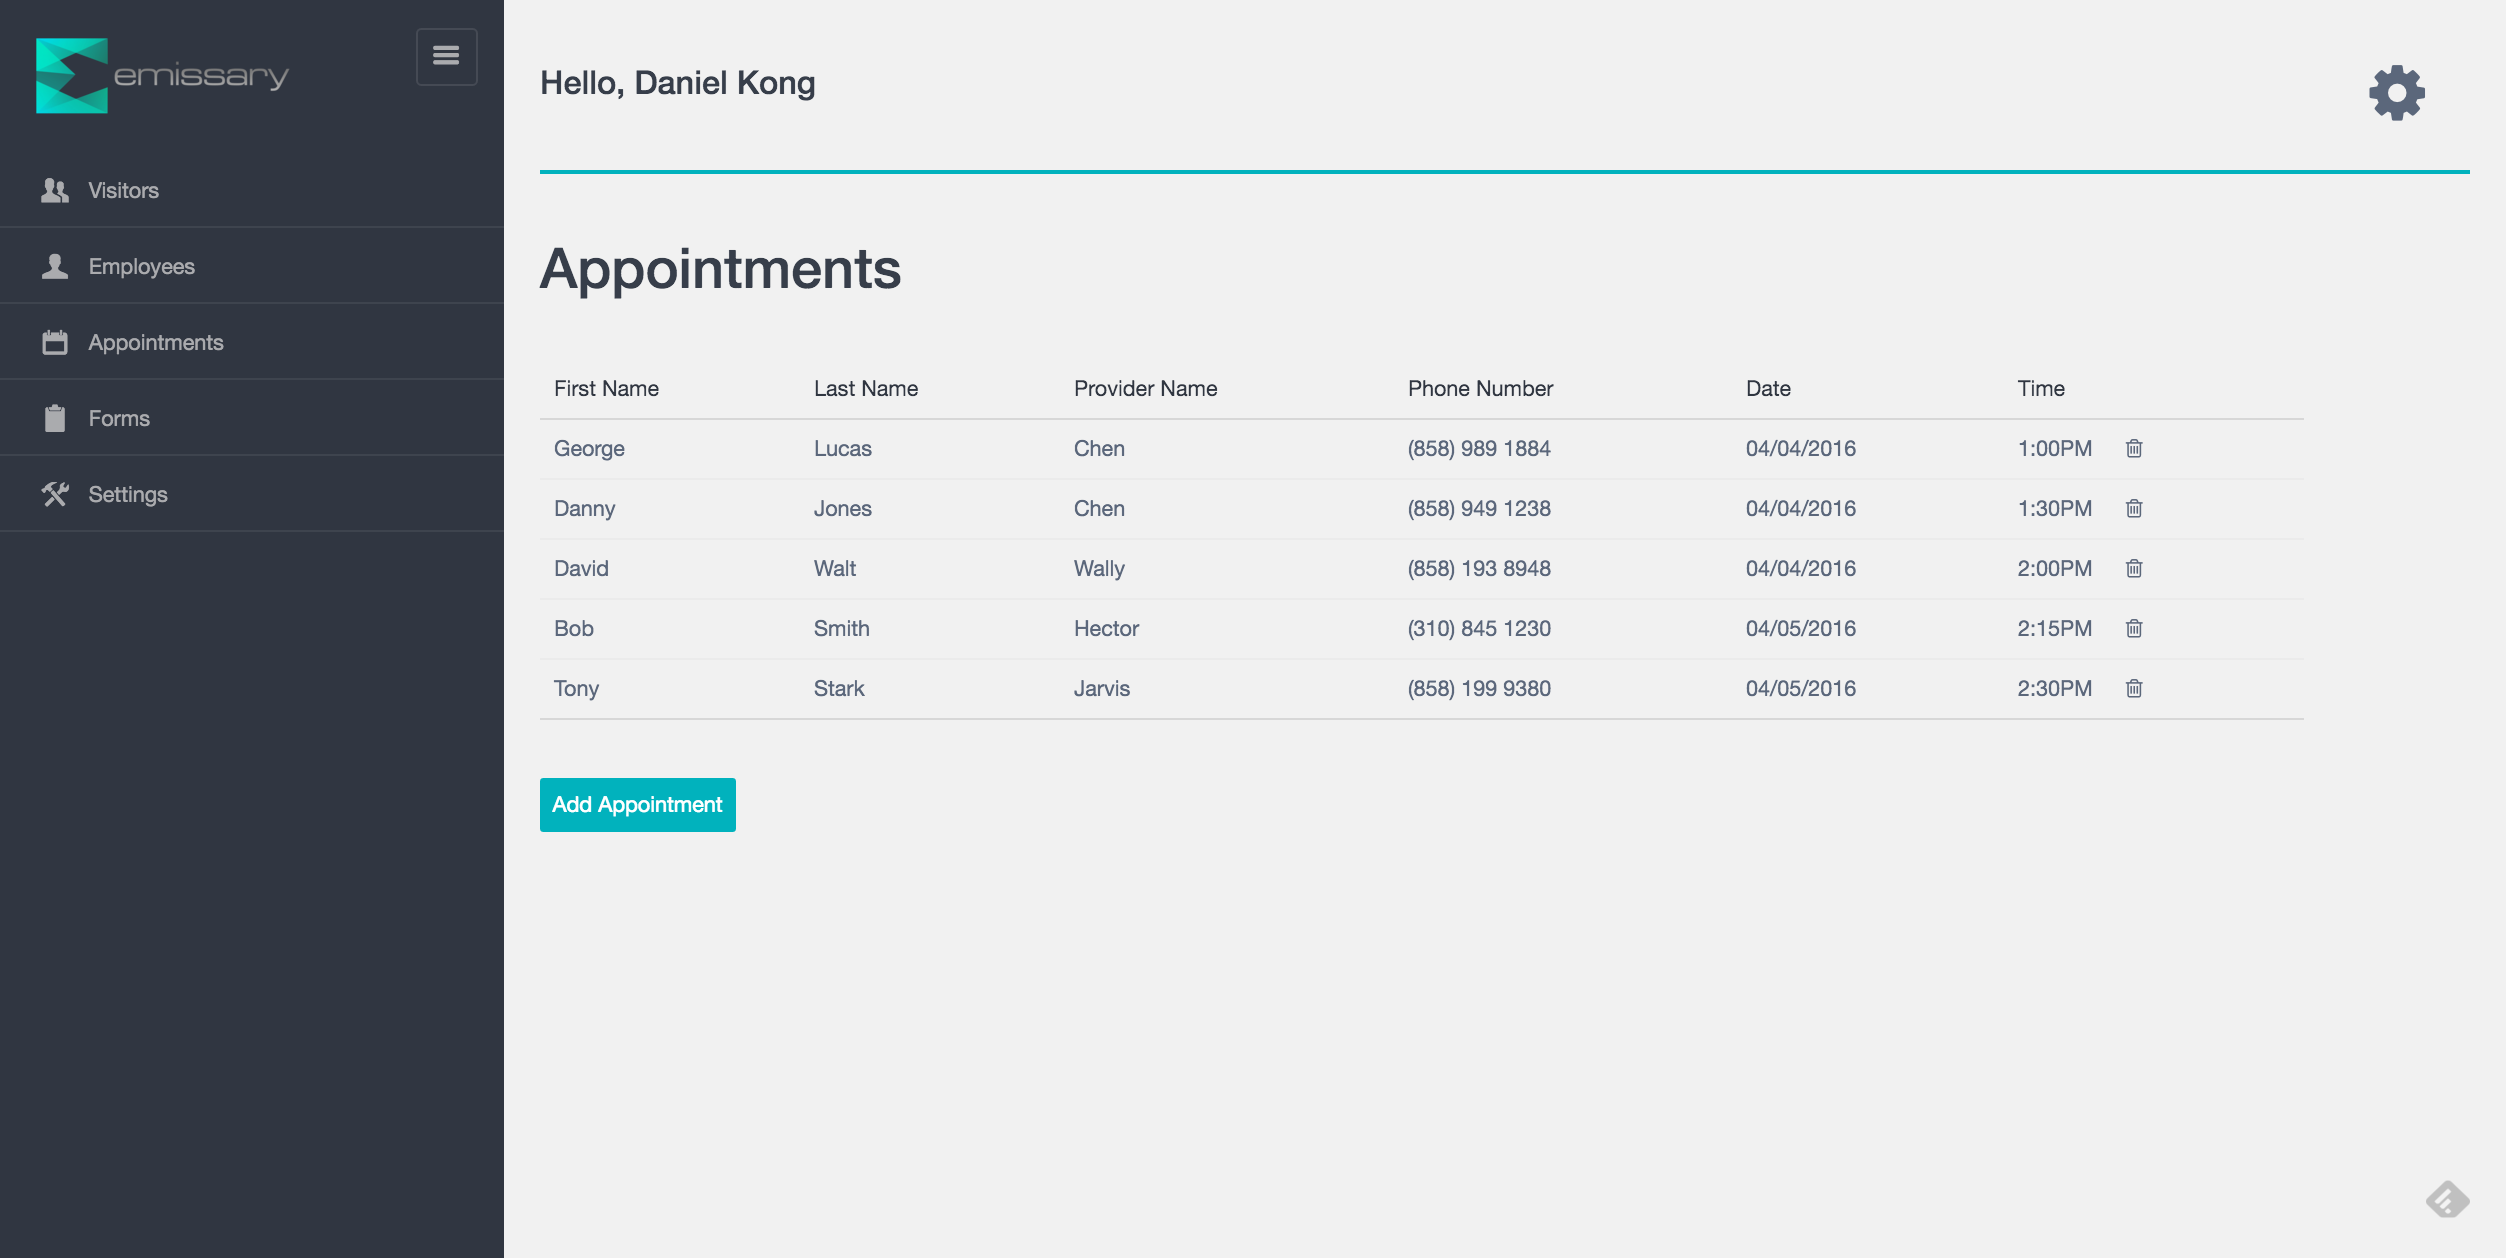 emissary
Visitors
Employees
Appointments
Forms
Settings
Hello, Daniel Kong
Appointments
First Name Last Name Provider Name Phone Number Date Time
George Lucas Chen (858) 989 1884 04/04/2016 1:00PM
Danny Jones Chen (858) 949 1238 04/04/2016 1:30PM
David Walt Wally (858) 193 8948 04/04/2016 2:00PM
Bob Smith Hector (310) 845 1230 04/05/2016 2:15PM
Tony Stark Jarvis (858) 199 9380 04/05/2016 2:30PM
Add Appointment